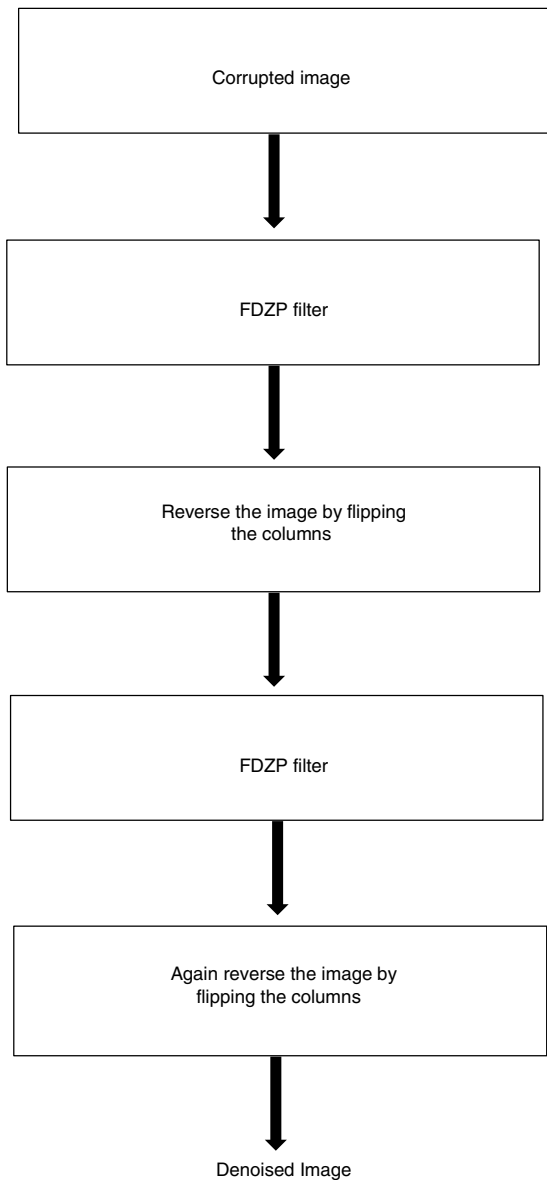 Corrupted image
FDZP filter
Reverse the image by flipping
the columns
FDZP filter
Again reverse the image by
flipping the columns
Denoised Image